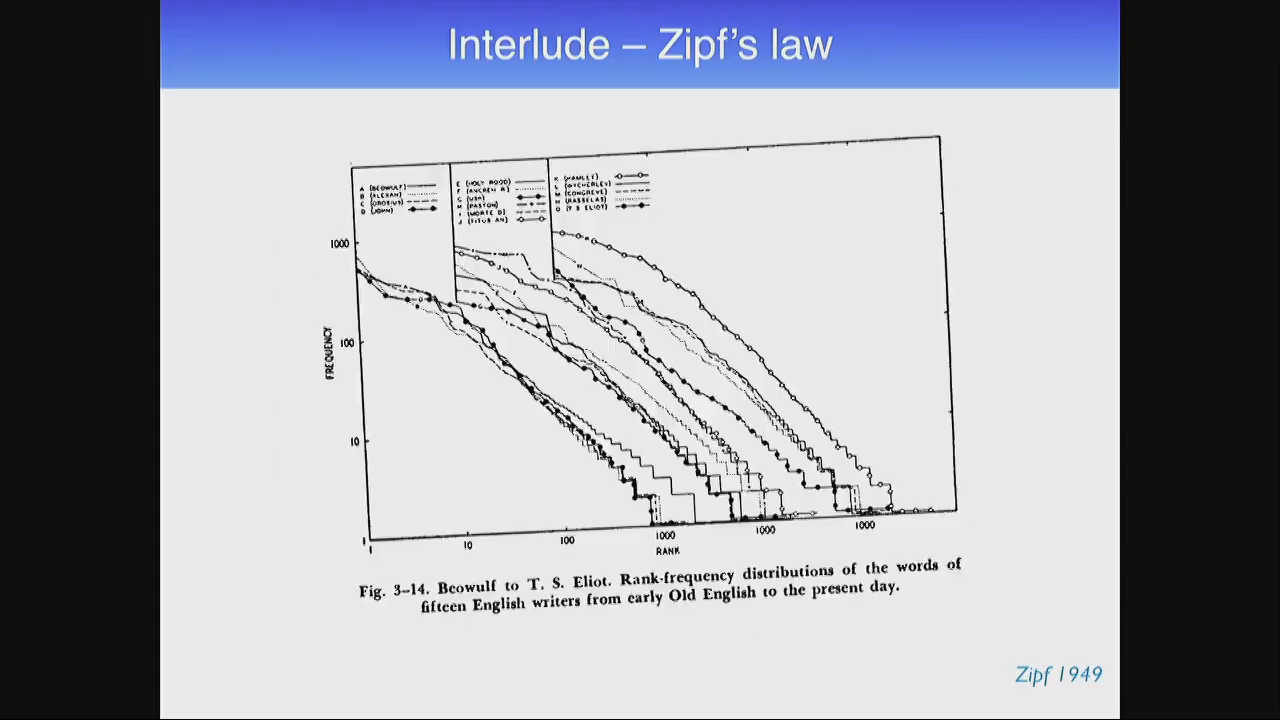 Interlude – Zipf's law
A (BEOWULF)
B (ALEXAN)
C (OROSIUS)
D (JOHN)
E (HOLY ROOD)
F (ANCREN R)
G (USK)
H (PASTON)
I (MORTE D)
J (TITUS AN)
K (HAMLET)
L (WYCHERLEY)
M (CONGREVE)
N (RASSELAS)
O (T S ELIOT)
1000
100
10
1
FREQUENCY
1
10
100
1000
1000
1000
RANK
Fig. 3–14. Beowulf to T. S. Eliot. Rank-frequency distributions of the words of
fifteen English writers from early Old English to the present day.
Zipf 1949